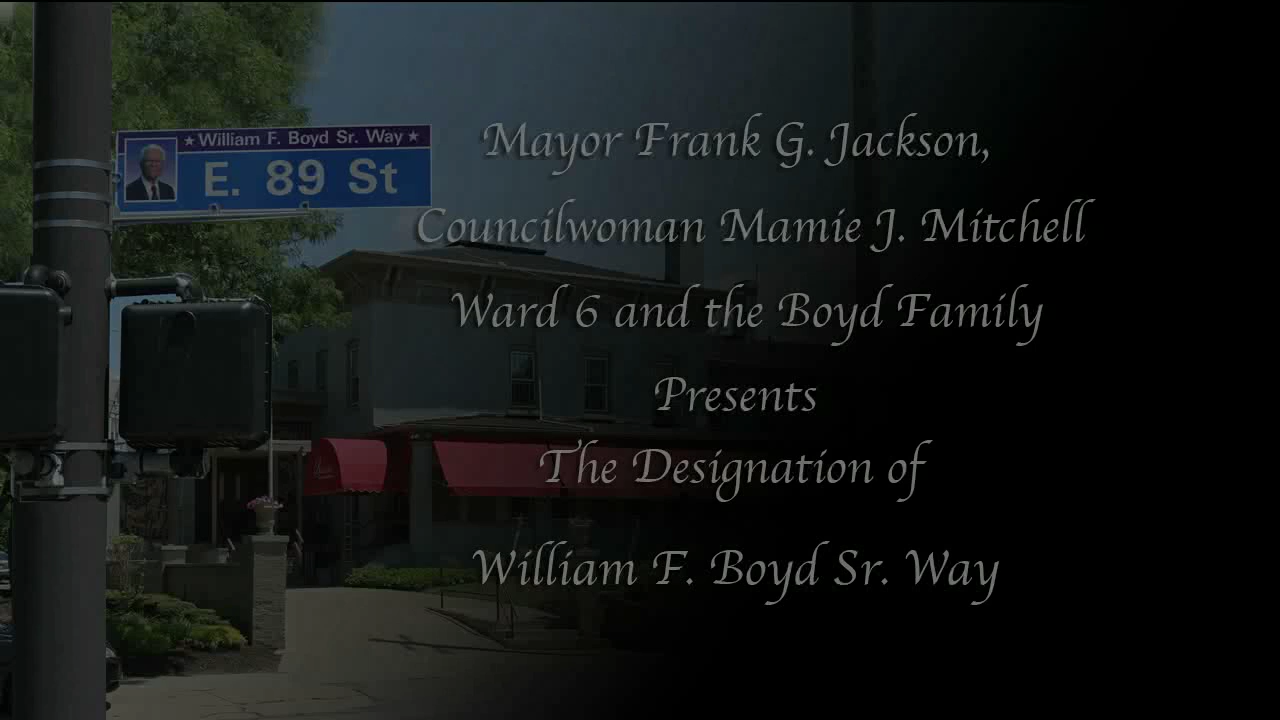 ★ William F. Boyd Sr. Way ★
E. 89 St
Mayor Frank G. Jackson,
Councilwoman Mamie J. Mitchell
Ward 6 and the Boyd Family
Presents
The Designation of
William F. Boyd Sr. Way